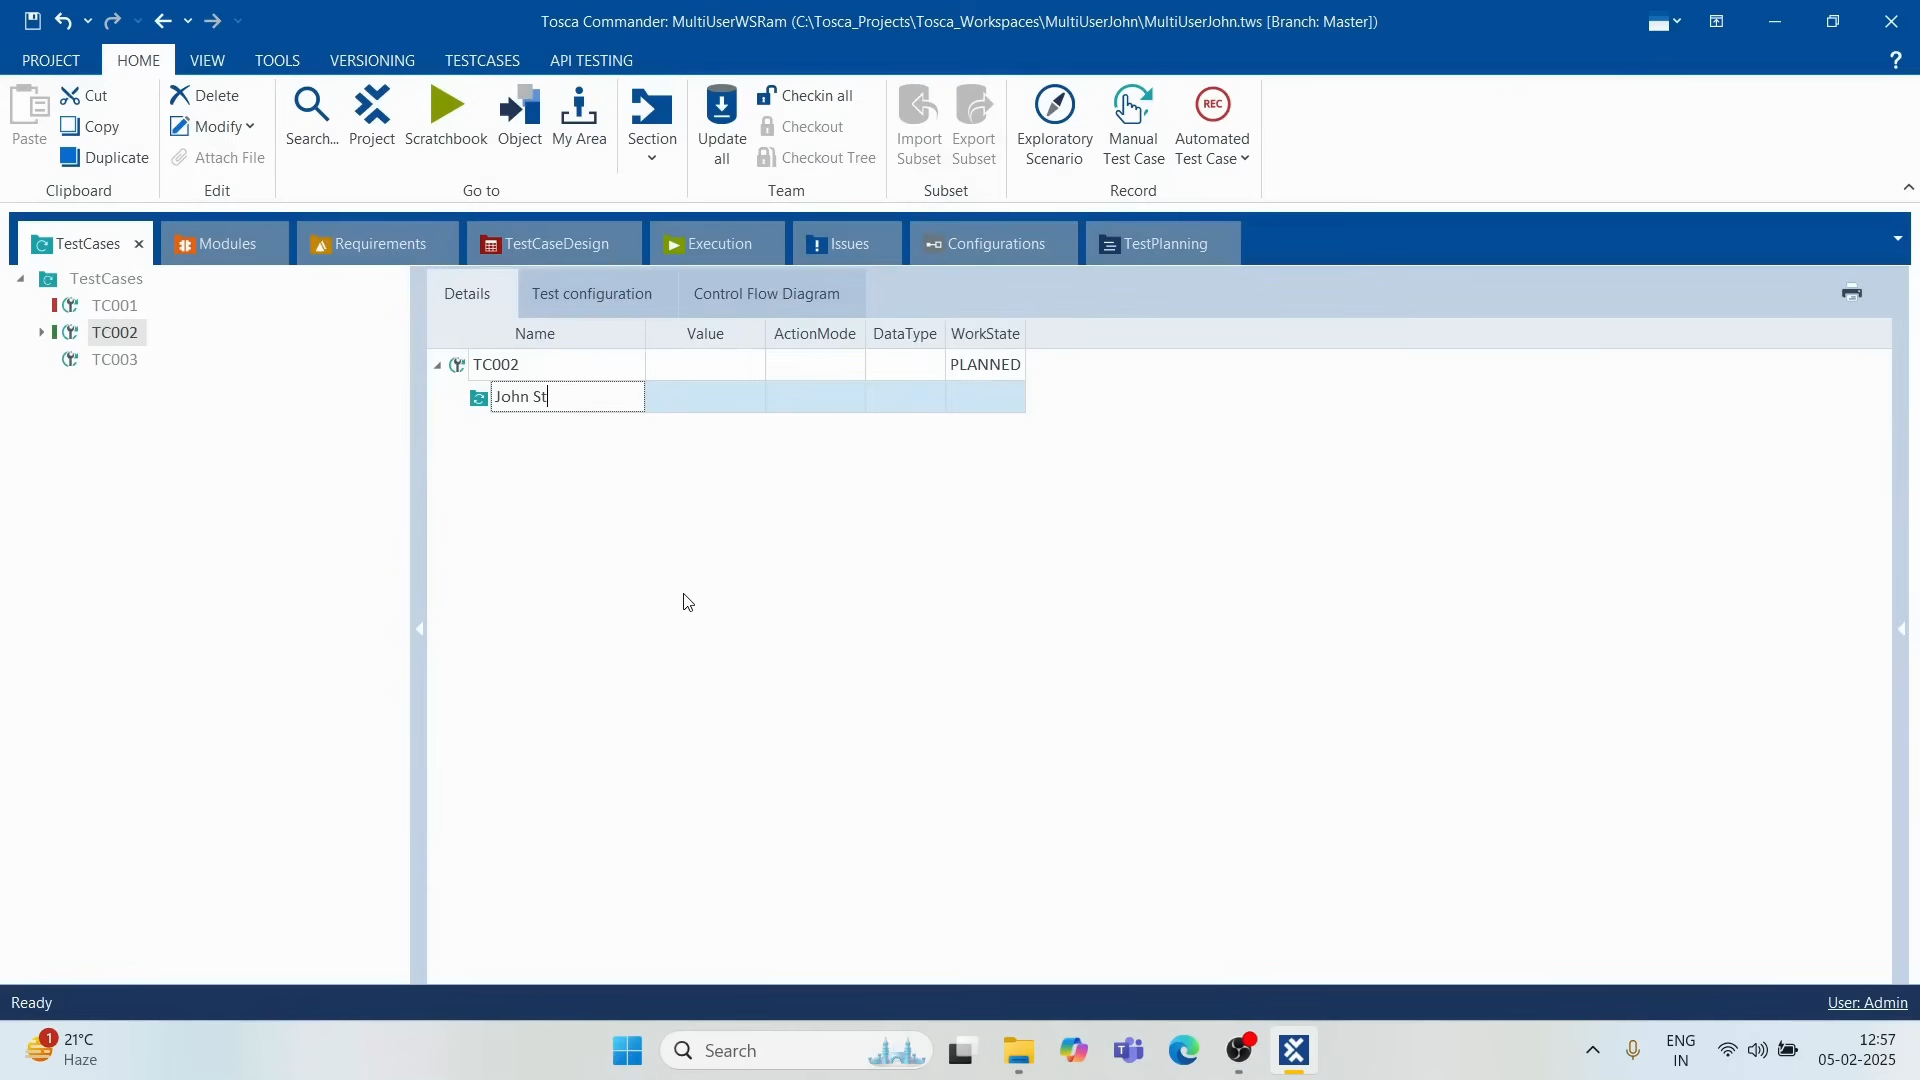 Tosca Commander: MultiUserWSRam (C:\Tosca_Projects\Tosca_Workspaces\MultiUserJohn\MultiUserJohn.tws [Branch: Master])
PROJECT HOME VIEW TOOLS VERSIONING TESTCASES API TESTING ?
Paste Cut Copy Duplicate
Clipboard
Delete Modify Attach File
Edit
Search... Project Scratchbook Object My Area Section
Go to
Update all Checkin all Checkout Checkout Tree
Team
Import Subset Export Subset
Subset
Exploratory Scenario Manual Test Case REC Automated Test Case
Record
TestCases Modules Requirements TestCaseDesign Execution Issues Configurations TestPlanning
TestCases
TC001
TC002
TC003
Details Test configuration Control Flow Diagram
Name Value ActionMode DataType WorkState
TC002 PLANNED
John St
Ready User: Admin
1 21°C
Haze
Search
ENG
IN
12:57
05-02-2025